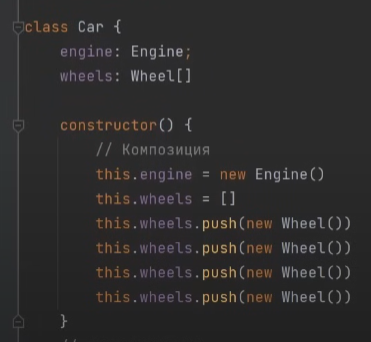 class Car {
engine: Engine;
wheels: Wheel[]
constructor() {
// Композиция
this.engine = new Engine()
this.wheels = []
this.wheels.push(new Wheel())
this.wheels.push(new Wheel())
this.wheels.push(new Wheel())
this.wheels.push(new Wheel())
}